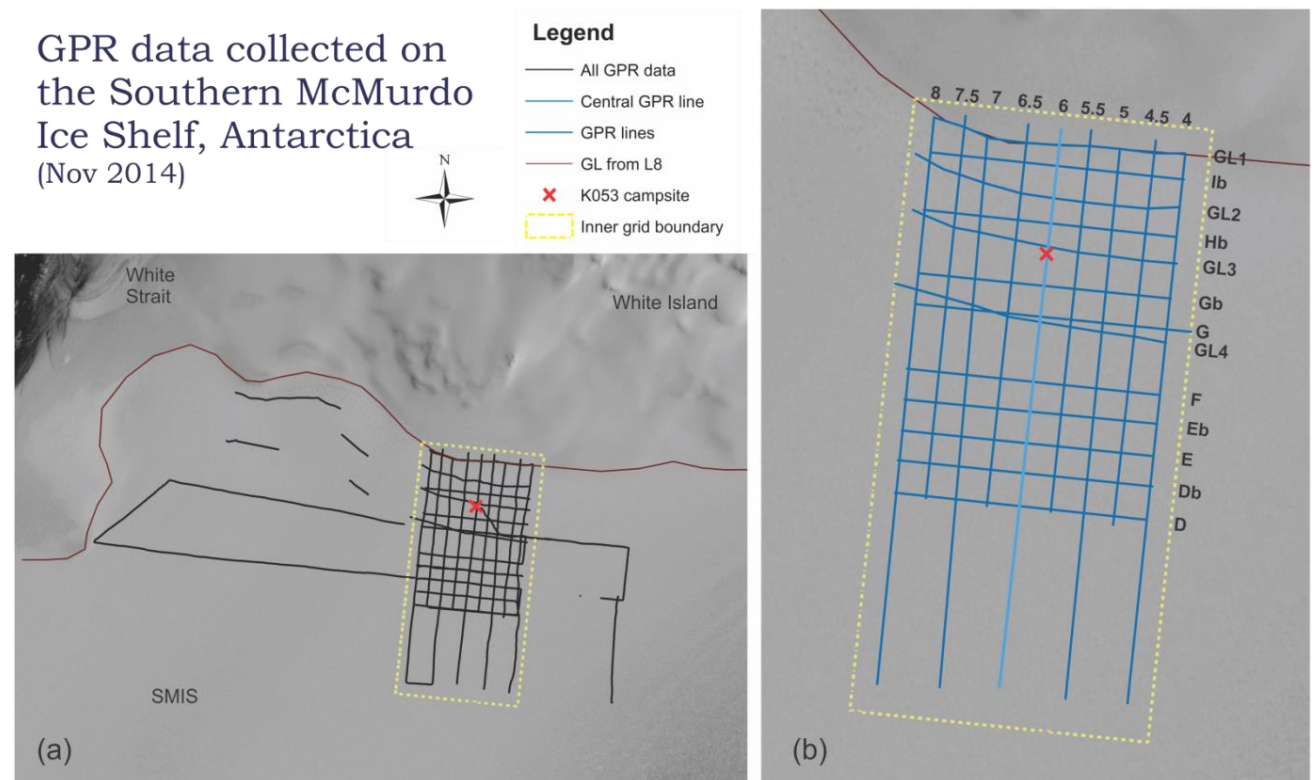 GPR data collected on
the Southern McMurdo
Ice Shelf, Antarctica
(Nov 2014)
N
Legend
All GPR data
Central GPR line
GPR lines
GL from L8
K053 campsite
Inner grid boundary
White
Strait
White Island
SMIS
(a)
8 7.5 7 6.5 6 5.5 5 4.5 4
GL1
Ib
GL2
Hb
GL3
Gb
G
GL4
F
Eb
E
Db
D
(b)